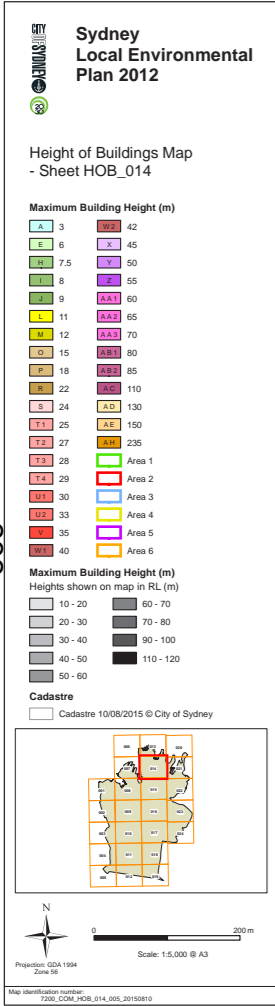 CITY OF SYDNEY
2030
Sydney
Local Environmental
Plan 2012
Height of Buildings Map
- Sheet HOB_014
Maximum Building Height (m)
A 3
E 6
H 7.5
I 8
J 9
L 11
M 12
O 15
P 18
R 22
S 24
T1 25
T2 27
T3 28
T4 29
U1 30
U2 33
V 35
W1 40
W2 42
X 45
Y 50
Z 55
AA1 60
AA2 65
AA3 70
AB1 80
AB2 85
AC 110
AD 130
AE 150
AH 235
Area 1
Area 2
Area 3
Area 4
Area 5
Area 6
Maximum Building Height (m)
Heights shown on map in RL (m)
10 - 20
20 - 30
30 - 40
40 - 50
50 - 60
60 - 70
70 - 80
90 - 100
110 - 120
Cadastre
Cadastre 10/08/2015 © City of Sydney
N
0 200 m
Scale: 1:5,000 @ A3
Projection: GDA 1994
Zone 56
Map identification number:
7200_COM_HOB_014_005_20150810